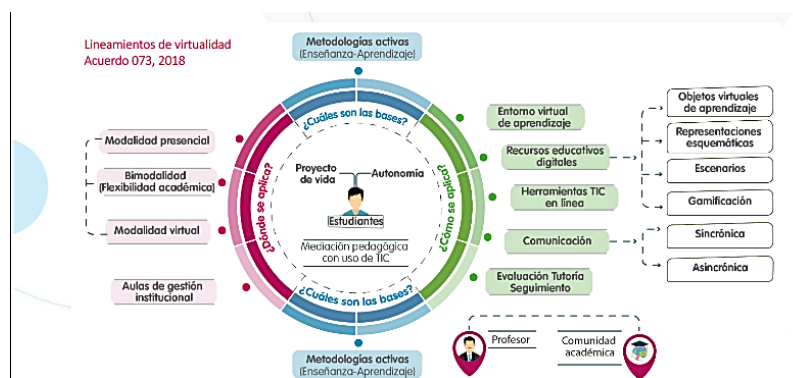 Lineamientos de virtualidad
Acuerdo 073, 2018
Metodologías activas
(Enseñanza-Aprendizaje)
¿Cuáles son las bases?
Modalidad presencial
Bimodalidad
(Flexibilidad académica)
Modalidad virtual
Aulas de gestión
institucional
¿Dónde se aplica?
Proyecto
de vida
Autonomía
Estudiantes
Mediación pedagógica
con uso de TIC
¿Cómo se aplica?
Entorno virtual
de aprendizaje
Recursos educativos
digitales
Herramientas TIC
en línea
Comunicación
Evaluación Tutoría
Seguimiento
Objetos virtuales
de aprendizaje
Representaciones
esquemáticas
Escenarios
Gamificación
Sincrónica
Asincrónica
¿Cuáles son las bases?
Metodologías activas
(Enseñanza-Aprendizaje)
Profesor
Comunidad
académica